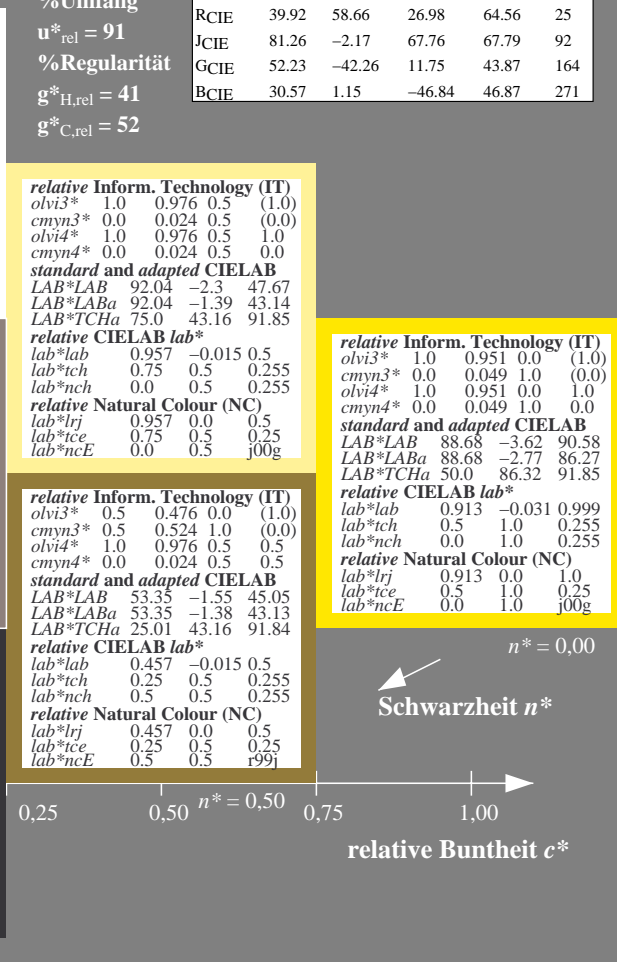 %Umfang
u*rel = 91
%Regularität
g*H,rel = 41
g*C,rel = 52
RCIE 39.92 58.66 26.98 64.56 25
JCIE 81.26 −2.17 67.76 67.79 92
GCIE 52.23 −42.26 11.75 43.87 164
BCIE 30.57 1.15 −46.84 46.87 271
relative Inform. Technology (IT)
olvi3* 1.0 0.976 0.5 (1.0)
cmyn3* 0.0 0.024 0.5 (0.0)
olvi4* 1.0 0.976 0.5 1.0
cmyn4* 0.0 0.024 0.5 0.0
standard and adapted CIELAB
LAB*LAB 92.04 −2.3 47.67
LAB*LABa 92.04 −1.39 43.14
LAB*TCHa 75.0 43.16 91.85
relative CIELAB lab*
lab*lab 0.957 −0.015 0.5
lab*tch 0.75 0.5 0.255
lab*nch 0.0 0.5 0.255
relative Natural Colour (NC)
lab*lrj 0.957 0.0 0.5
lab*tce 0.75 0.5 0.25
lab*ncE 0.0 0.5 j00g
relative Inform. Technology (IT)
olvi3* 1.0 0.951 0.0 (1.0)
cmyn3* 0.0 0.049 1.0 (0.0)
olvi4* 1.0 0.951 0.0 1.0
cmyn4* 0.0 0.049 1.0 0.0
standard and adapted CIELAB
LAB*LAB 88.68 −3.62 90.58
LAB*LABa 88.68 −2.77 86.27
LAB*TCHa 50.0 86.32 91.85
relative CIELAB lab*
lab*lab 0.913 −0.031 0.999
lab*tch 0.5 1.0 0.255
lab*nch 0.0 1.0 0.255
relative Natural Colour (NC)
lab*lrj 0.913 0.0 1.0
lab*tce 0.5 1.0 0.25
lab*ncE 0.0 1.0 j00g
relative Inform. Technology (IT)
olvi3* 0.5 0.476 0.0 (1.0)
cmyn3* 0.5 0.524 1.0 (0.0)
olvi4* 1.0 0.976 0.5 0.5
cmyn4* 0.0 0.024 0.5 0.5
standard and adapted CIELAB
LAB*LAB 53.35 −1.55 45.05
LAB*LABa 53.35 −1.38 43.13
LAB*TCHa 25.01 43.16 91.84
relative CIELAB lab*
lab*lab 0.457 −0.015 0.5
lab*tch 0.25 0.5 0.255
lab*nch 0.5 0.5 0.255
relative Natural Colour (NC)
lab*lrj 0.457 0.0 0.5
lab*tce 0.25 0.5 0.25
lab*ncE 0.5 0.5 r99j
n* = 0,00
Schwarzheit n*
n* = 0,50
0,25 0,50 0,75 1,00
relative Buntheit c*